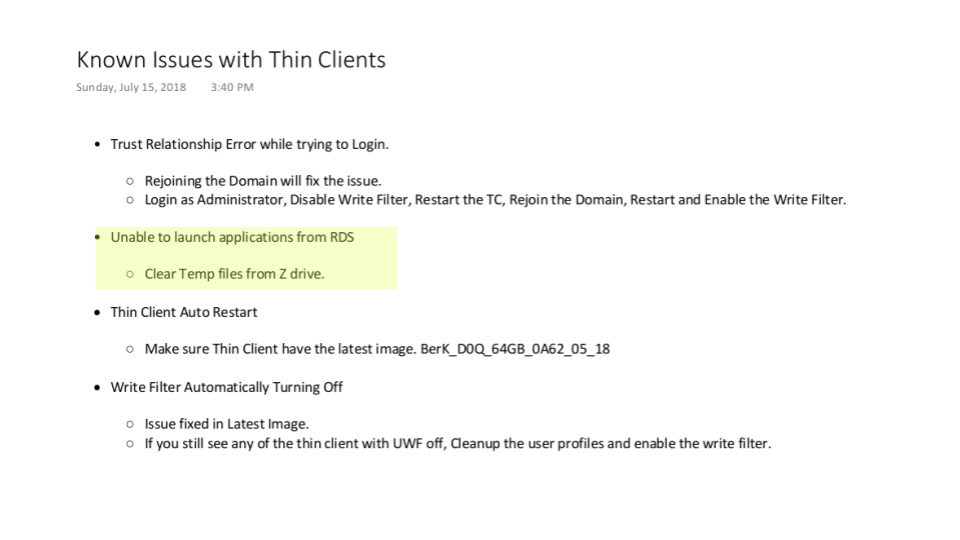 Known Issues with Thin Clients
Sunday, July 15, 2018 3:40 PM
• Trust Relationship Error while trying to Login.
○ Rejoining the Domain will fix the issue.
○ Login as Administrator, Disable Write Filter, Restart the TC, Rejoin the Domain, Restart and Enable the Write Filter.
• Unable to launch applications from RDS
○ Clear Temp files from Z drive.
• Thin Client Auto Restart
○ Make sure Thin Client have the latest image. BerK_D0Q_64GB_0A62_05_18
• Write Filter Automatically Turning Off
○ Issue fixed in Latest Image.
○ If you still see any of the thin client with UWF off, Cleanup the user profiles and enable the write filter.